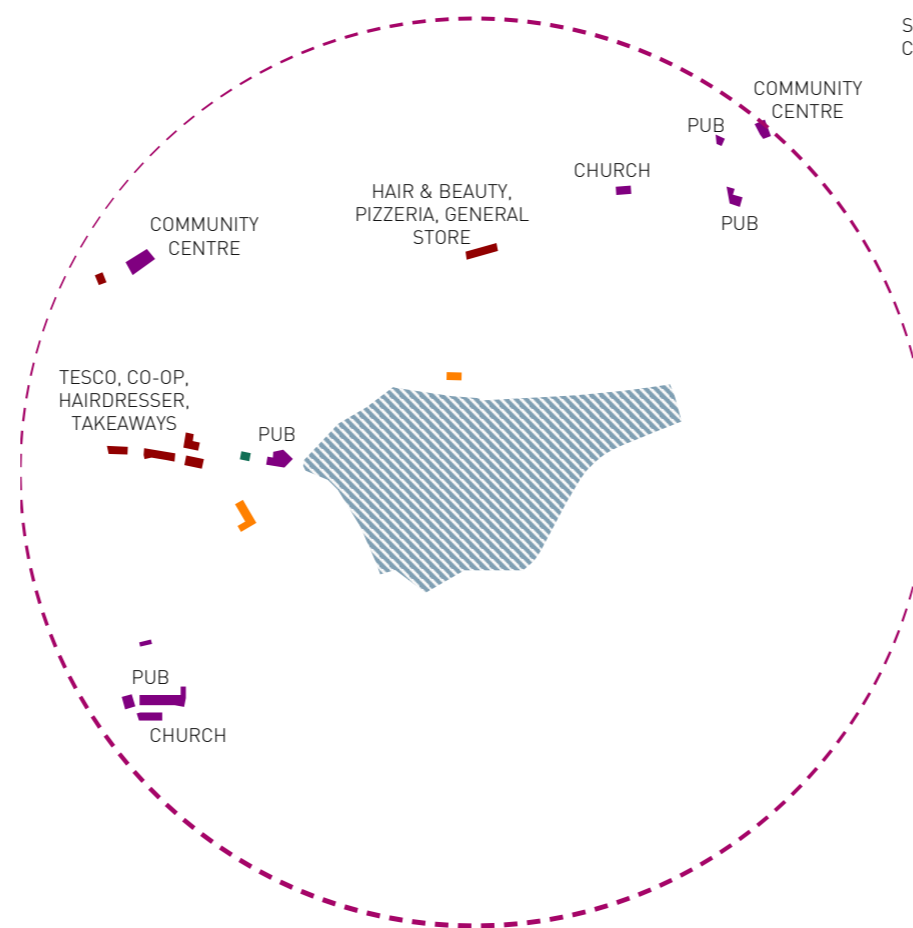 S
C
COMMUNITY
CENTRE
PUB
CHURCH
PUB
HAIR & BEAUTY,
PIZZERIA, GENERAL
STORE
COMMUNITY
CENTRE
TESCO, CO-OP,
HAIRDRESSER,
TAKEAWAYS
PUB
PUB
CHURCH